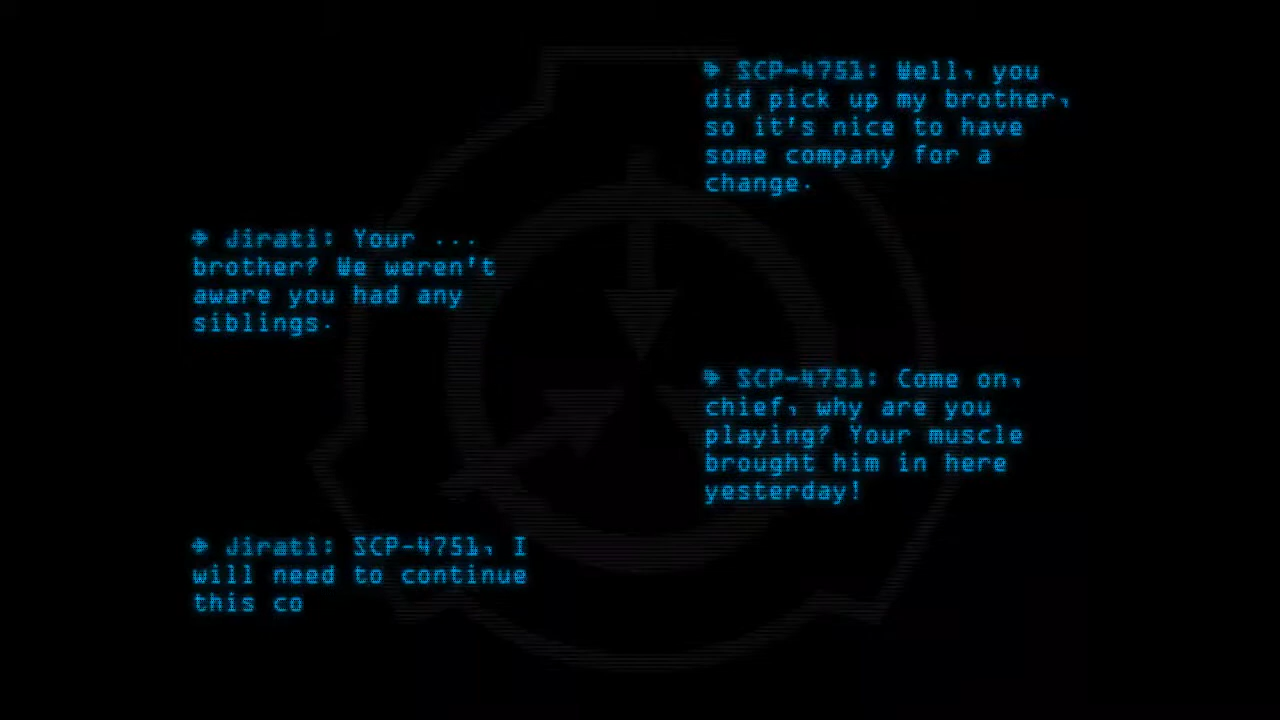 ➜ SCP-4751: Well, you
did pick up my brother,
so it's nice to have
some company for a
change.
➜ Jirati: Your ...
brother? We weren't
aware you had any
siblings.
➜ SCP-4751: Come on,
chief, why are you
playing? Your muscle
brought him in here
yesterday!
➜ Jirati: SCP-4751, I
will need to continue
this co